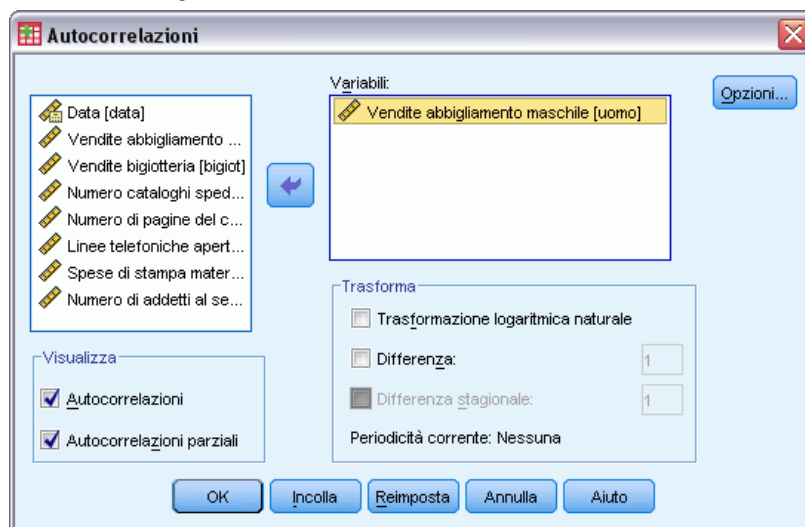 Autocorrelazioni
Data [data]
Vendite abbigliamento ...
Vendite bigiotteria [bigiot]
Numero cataloghi sped...
Numero di pagine del c...
Linee telefoniche apert...
Spese di stampa mater...
Numero di addetti al se...
Variabili:
Vendite abbigliamento maschile [uomo]
Opzioni...
Visualizza
Autocorrelazioni
Autocorrelazioni parziali
Trasforma
Trasformazione logaritmica naturale
Differenza: 1
Differenza stagionale: 1
Periodicità corrente: Nessuna
OK Incolla Reimposta Annulla Aiuto